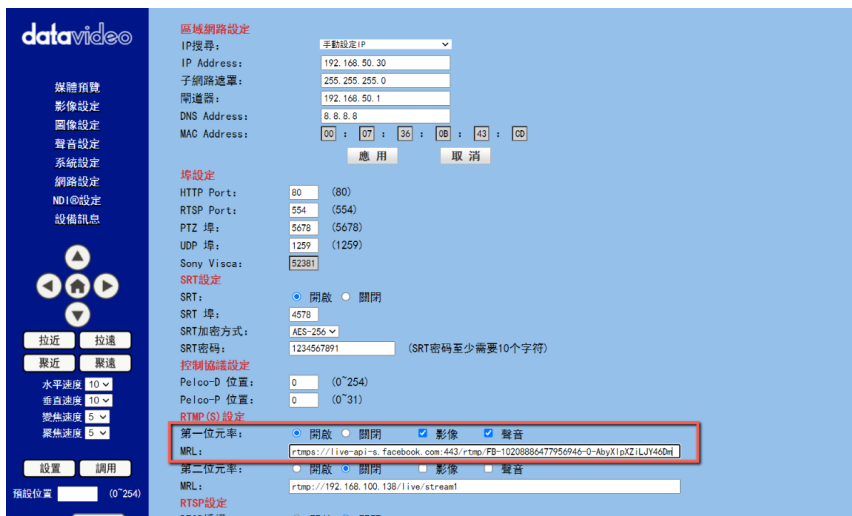 datavideo
媒體預覽
影像設定
圖像設定
聲音設定
系統設定
網路設定
NDI®設定
設備訊息
拉近 拉遠
聚近 聚遠
水平速度 10
垂直速度 10
變焦速度 5
聚焦速度 5
設置 調用
預設位置 (0~254)
區域網路設定
IP搜尋: 手動設定IP
IP Address: 192.168.50.30
子網路遮罩: 255.255.255.0
閘道器: 192.168.50.1
DNS Address: 8.8.8.8
MAC Address: 00 : 07 : 36 : 0B : 43 : CD
應用 取消
埠設定
HTTP Port: 80 (80)
RTSP Port: 554 (554)
PTZ 埠: 5678 (5678)
UDP 埠: 1259 (1259)
Sony Visca: 52381
SRT設定
SRT: 開啟 關閉
SRT 埠: 4578
SRT加密方式: AES-256
SRT密码: 1234567891 (SRT密码至少需要10个字符)
控制協議設定
Pelco-D 位置: 0 (0~254)
Pelco-P 位置: 0 (0~31)
RTMP(S)設定
第一位元率: 開啟 關閉 影像 聲音
MRL: rtmps://live-api-s.facebook.com:443/rtmp/FB-10208886477956946-0-AbyXIpXZiLJY46Dm
第二位元率: 開啟 關閉 影像 聲音
MRL: rtmp://192.168.100.138/live/stream1
RTSP設定